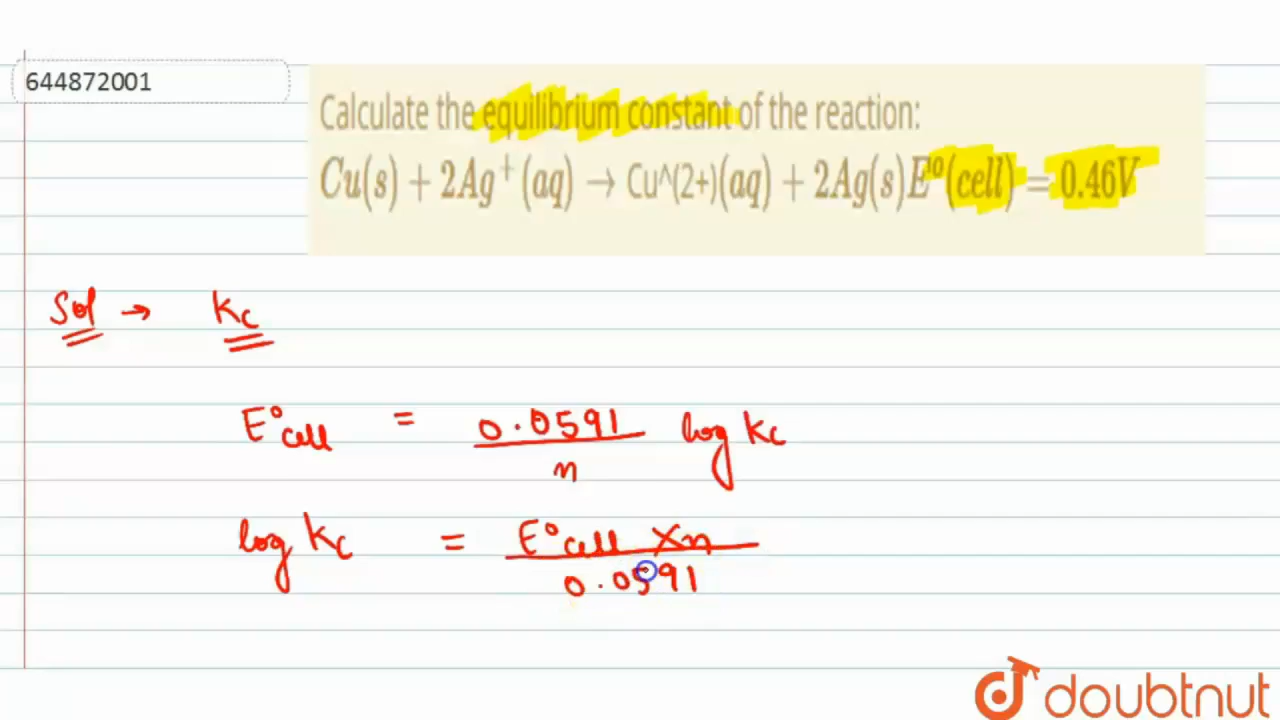 644872001
Calculate the equilibrium constant of the reaction:
Cu(s) + 2Ag⁺(aq) → Cu^(2+)(aq) + 2Ag(s)E⁰(cell) = 0.46V
Sol → Kc
E°cell = 0.0591/n log Kc
log Kc = E°cell × n / 0.0591
doubtnut